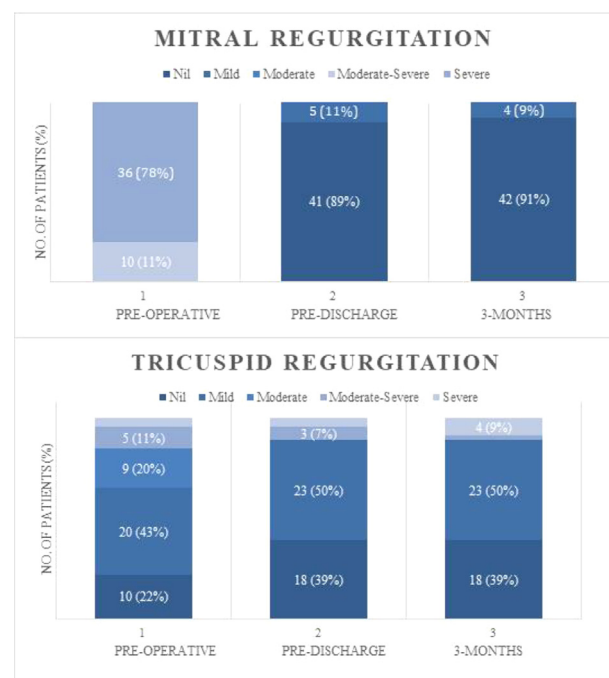 MITRAL REGURGITATION
Nil Mild Moderate Moderate-Severe Severe
NO. OF PATIENTS (%)
36 (78%)
10 (11%)
5 (11%)
41 (89%)
4 (9%)
42 (91%)
1 2 3
PRE-OPERATIVE PRE-DISCHARGE 3-MONTHS
TRICUSPID REGURGITATION
Nil Mild Moderate Moderate-Severe Severe
NO. OF PATIENTS (%)
5 (11%)
9 (20%)
20 (43%)
10 (22%)
3 (7%)
23 (50%)
18 (39%)
4 (9%)
23 (50%)
18 (39%)
1 2 3
PRE-OPERATIVE PRE-DISCHARGE 3-MONTHS